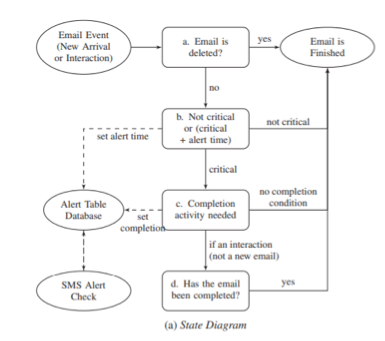 Email Event
(New Arrival
or Interaction)
a. Email is
deleted?
yes
Email is
Finished
no
b. Not critical
or (critical
+ alert time)
not critical
set alert time
critical
Alert Table
Database
set
completion
c. Completion
activity needed
no completion
condition
if an interaction
(not a new email)
SMS Alert
Check
d. Has the email
been completed?
yes
(a) State Diagram